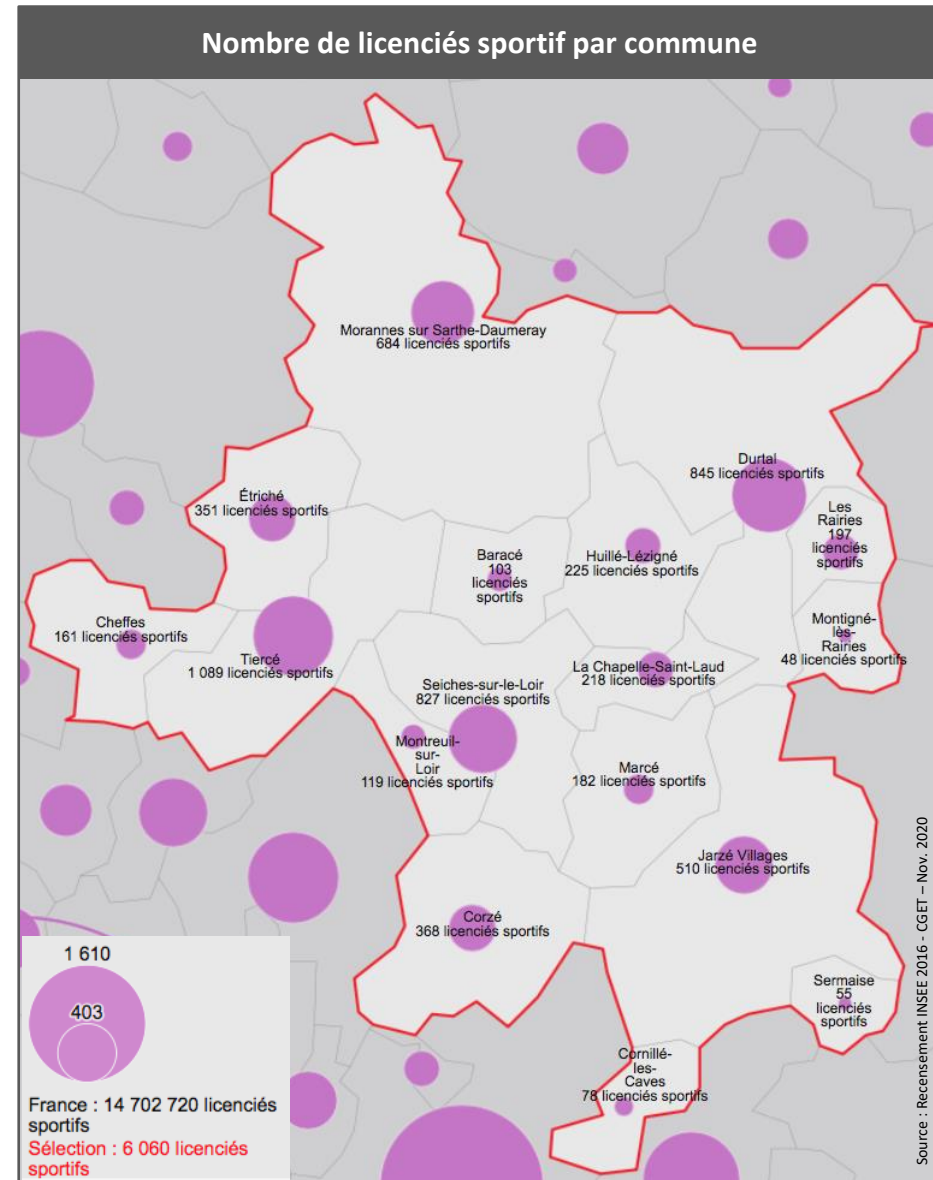 Nombre de licenciés sportif par commune
Morannes sur Sarthe-Daumeray
684 licenciés sportifs
Durtal
845 licenciés sportifs
Étriché
351 licenciés sportifs
Les
Rairies
197
licenciés
sportifs
Baracé
103
licenciés
sportifs
Huillé-Lézigné
225 licenciés sportifs
Cheffes
161 licenciés sportifs
Montigné-
lès-
Rairies
48 licenciés sportifs
Tiercé
1 089 licenciés sportifs
La Chapelle-Saint-Laud
218 licenciés sportifs
Seiches-sur-le-Loir
827 licenciés sportifs
Montreuil-
sur-
Loir
119 licenciés sportifs
Marcé
182 licenciés sportifs
Jarzé Villages
510 licenciés sportifs
Corzé
368 licenciés sportifs
Sermaise
55
licenciés
sportifs
Cornillé-
les-
Caves
78 licenciés sportifs
1 610
403
France : 14 702 720 licenciés
sportifs
Sélection : 6 060 licenciés
sportifs
Source : Recensement INSEE 2016 - CGET – Nov. 2020